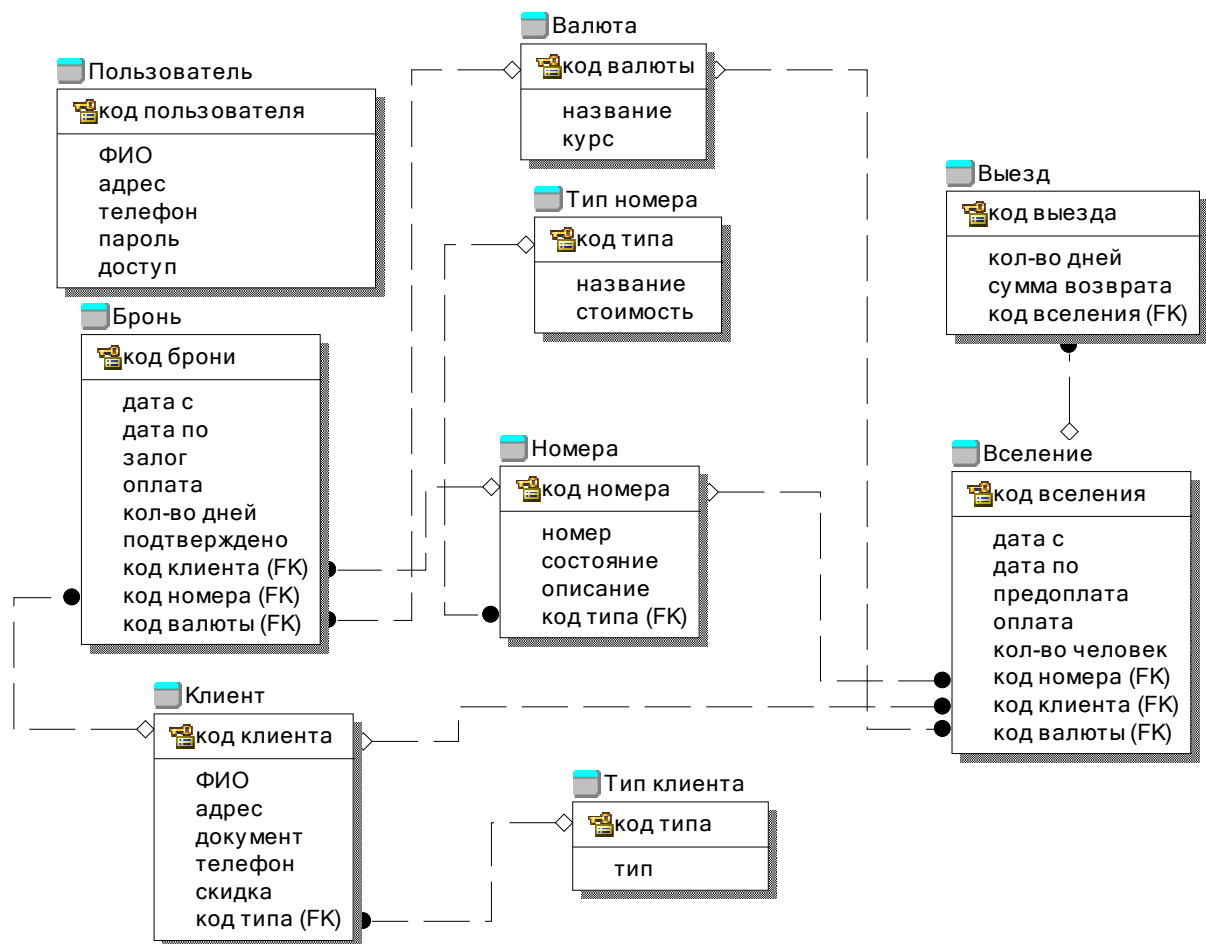 Валюта
код валюты
название
курс
Пользователь
код пользователя
ФИО
адрес
телефон
пароль
доступ
Тип номера
код типа
название
стоимость
Выезд
код выезда
кол-во дней
сумма возврата
код вселения (FK)
Бронь
код брони
дата с
дата по
залог
оплата
кол-во дней
подтверждено
код клиента (FK)
код номера (FK)
код валюты (FK)
Номера
код номера
номер
состояние
описание
код типа (FK)
Вселение
код вселения
дата с
дата по
предоплата
оплата
кол-во человек
код номера (FK)
код клиента (FK)
код валюты (FK)
Клиент
код клиента
ФИО
адрес
документ
телефон
скидка
код типа (FK)
Тип клиента
код типа
тип